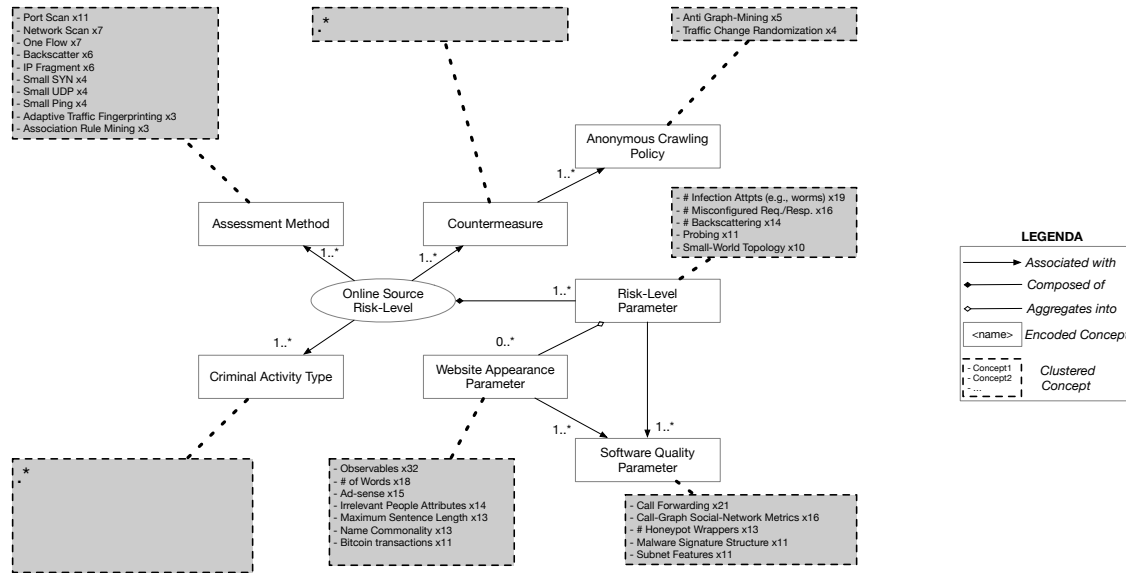 - Port Scan x11
- Network Scan x7
- One Flow x7
- Backscatter x6
- IP Fragment x6
- Small SYN x4
- Small UDP x4
- Small Ping x4
- Adaptive Traffic Fingerprinting x3
- Association Rule Mining x3
.*
- Anti Graph-Mining x5
- Traffic Change Randomization x4
Anonymous Crawling
Policy
1..*
Assessment Method
Countermeasure
1..*
1..*
- # Infection Attpts (e.g., worms) x19
- # Misconfigured Req./Resp. x16
- # Backscattering x14
- Probing x11
- Small-World Topology x10
Online Source
Risk-Level
1..*
Risk-Level
Parameter
1..*
0..*
Criminal Activity Type
Website Appearance
Parameter
1..*
1..*
Software Quality
Parameter
.*
- Observables x32
- # of Words x18
- Ad-sense x15
- Irrelevant People Attributes x14
- Maximum Sentence Length x13
- Name Commonality x13
- Bitcoin transactions x11
- Call Forwarding x21
- Call-Graph Social-Network Metrics x16
- # Honeypot Wrappers x13
- Malware Signature Structure x11
- Subnet Features x11
LEGENDA
Associated with
Composed of
Aggregates into
<name> Encoded Concept
- Concept1
- Concept2
- ...
Clustered
Concept